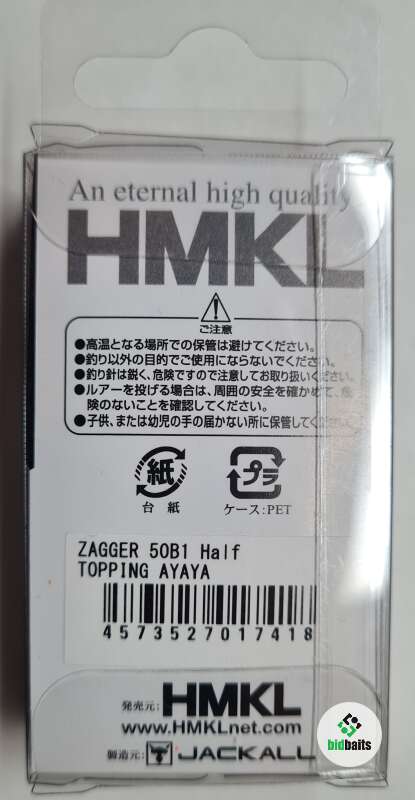 An eternal high quality
HMKL
ご注意
●高温となる場所での保管は避けてください。
●釣り以外の目的でご使用にならないでください。
●釣り針は鋭く、危険ですので注意してお取り扱いください。
●ルアーを投げる場合は、周囲の安全を確かめて、危
険のないことを確認してください。
●子供、または幼児の手の届かない所に保管してください。
紙
プラ
台紙
ケース:PET
ZAGGER 50B1 Half
TOPPING AYAYA
4573527017418
発売元: HMKL
www.HMKLnet.com
製造元: JACKALL
bidbaits